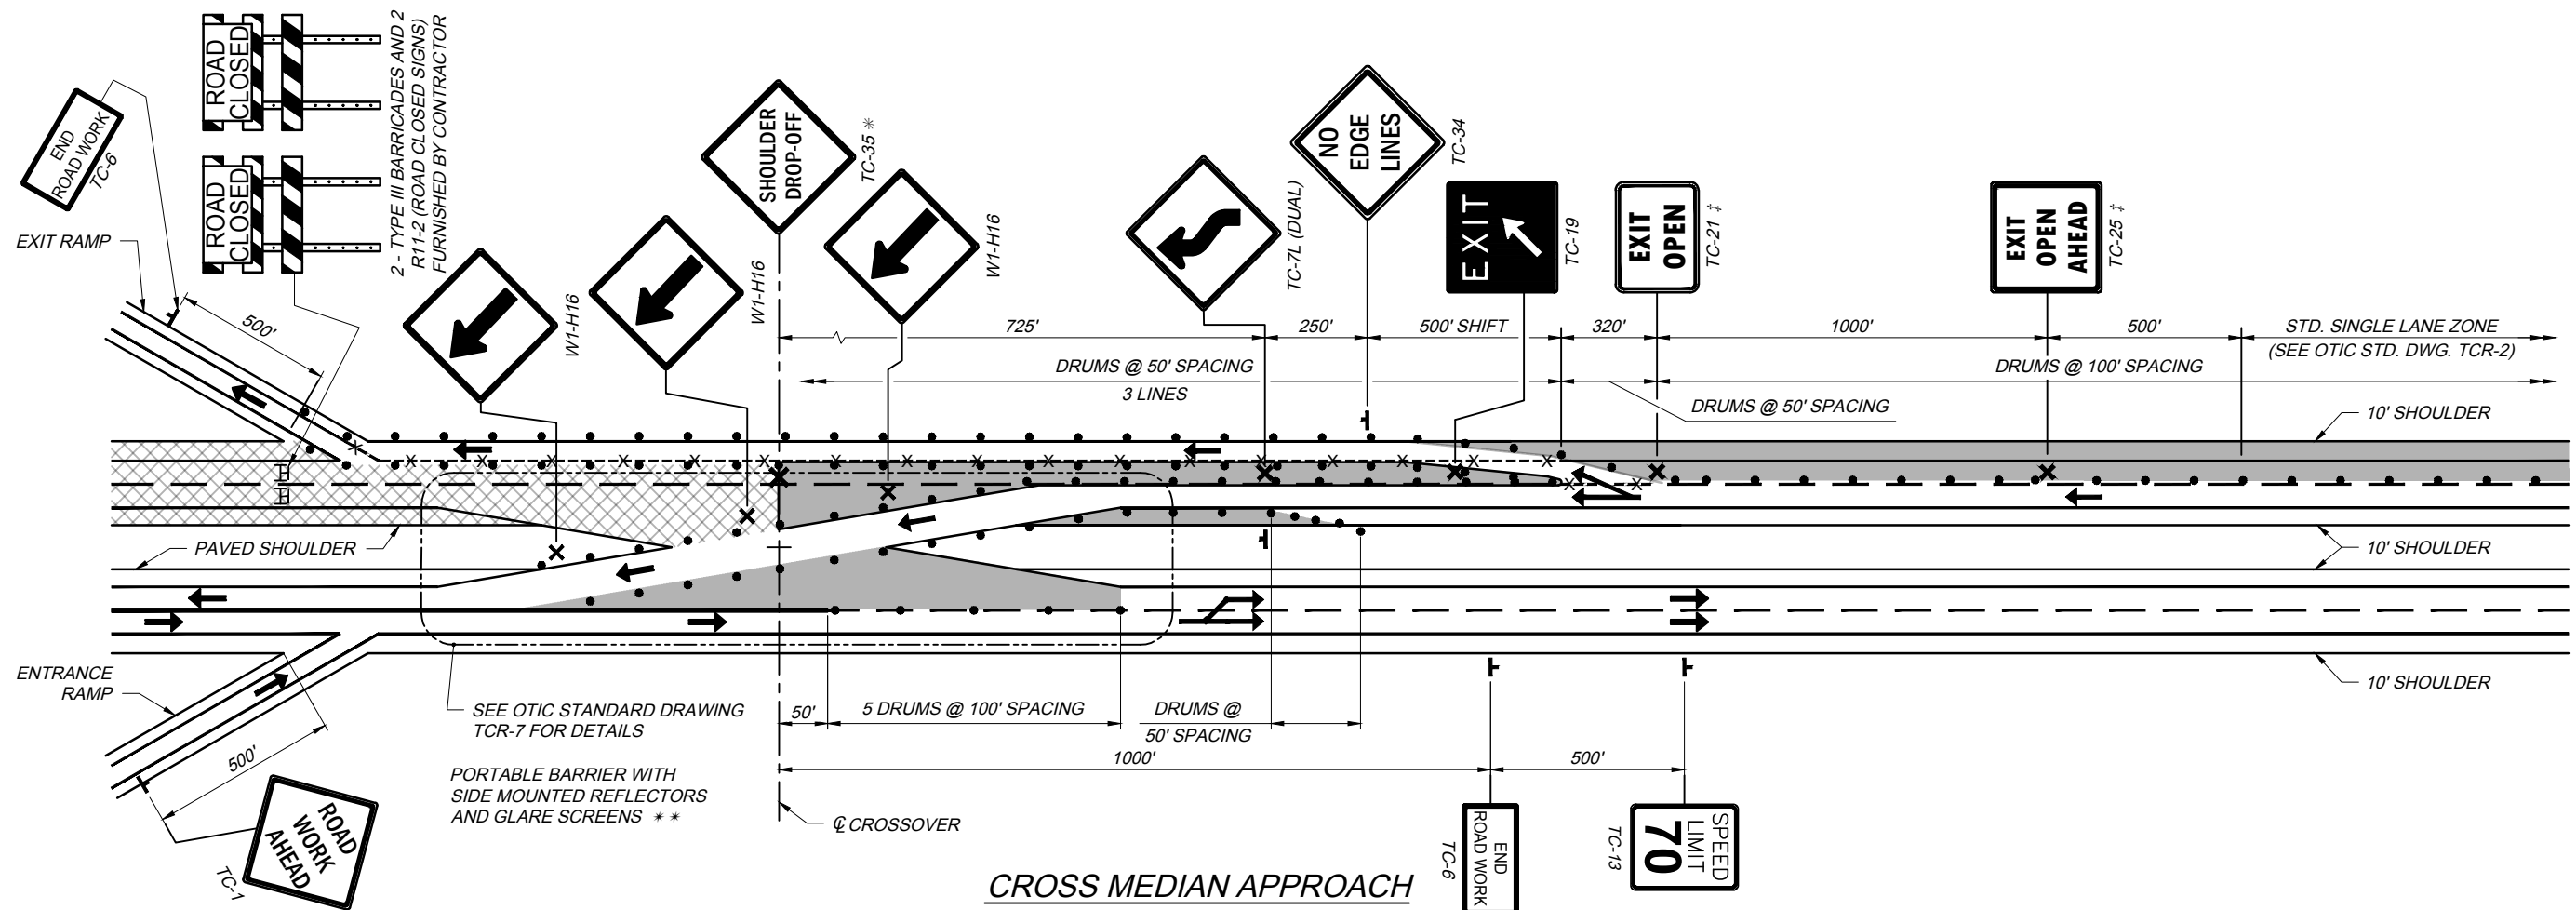 ROAD
CLOSED
ROAD
CLOSED
2 - TYPE III BARRICADES AND 2
R11-2 (ROAD CLOSED SIGNS)
FURNISHED BY CONTRACTOR
END
ROAD WORK
TC-6
EXIT RAMP
500'
W1-H16
W1-H16
SHOULDER
DROP-OFF
TC-35 *
W1-H16
TC-7L (DUAL)
NO
EDGE
LINES
TC-34
EXIT
TC-19
EXIT
OPEN
TC-21 ‡
EXIT
OPEN
AHEAD
TC-25 ‡
725'
250'
500' SHIFT
320'
1000'
500'
STD. SINGLE LANE ZONE
(SEE OTIC STD. DWG. TCR-2)
DRUMS @ 50' SPACING
3 LINES
DRUMS @ 100' SPACING
DRUMS @ 50' SPACING
10' SHOULDER
PAVED SHOULDER
10' SHOULDER
ENTRANCE
RAMP
10' SHOULDER
SEE OTIC STANDARD DRAWING
TCR-7 FOR DETAILS
50'
5 DRUMS @ 100' SPACING
DRUMS @
50' SPACING
1000'
500'
500'
PORTABLE BARRIER WITH
SIDE MOUNTED REFLECTORS
AND GLARE SCREENS * *
℄ CROSSOVER
ROAD
WORK
AHEAD
TC-1
END
ROAD WORK
TC-6
SPEED
LIMIT
70
TC-13
CROSS MEDIAN APPROACH